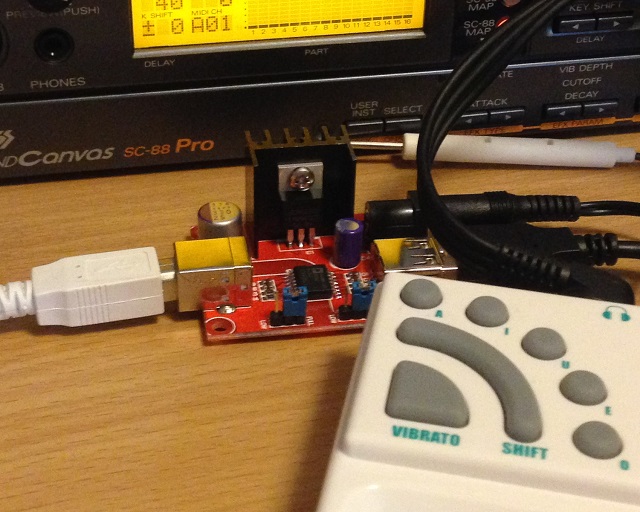 40 0
K SHIFT MIDI CH
± 0 A01
1 2 3 4 5 6 7 8 9 10 11 12 13 14 15 16
DELAY
PART
PHONES
SC-88
MAP
KEY SHIFT
DELAY
VIB DEPTH
CUTOFF
DECAY
USER
INST
SELECT
ATTACK
Canvas SC-88 Pro
A
I
U
E
O
VIBRATO
SHIFT